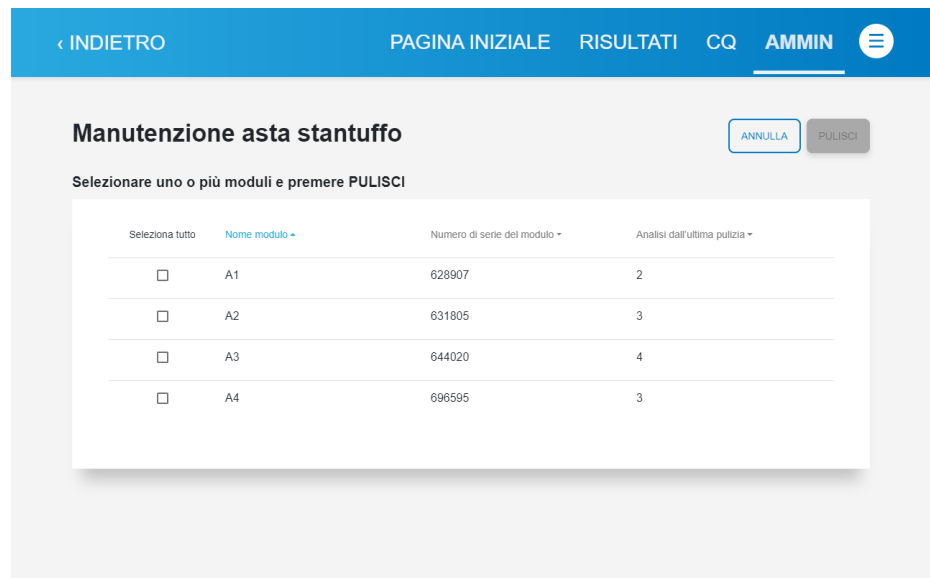 ‹ INDIETRO PAGINA INIZIALE RISULTATI CQ AMMIN
Manutenzione asta stantuffo ANNULLA PULISCI
Selezionare uno o più moduli e premere PULISCI
Seleziona tutto Nome modulo Numero di serie del modulo Analisi dall'ultima pulizia
A1 628907 2
A2 631805 3
A3 644020 4
A4 696595 3